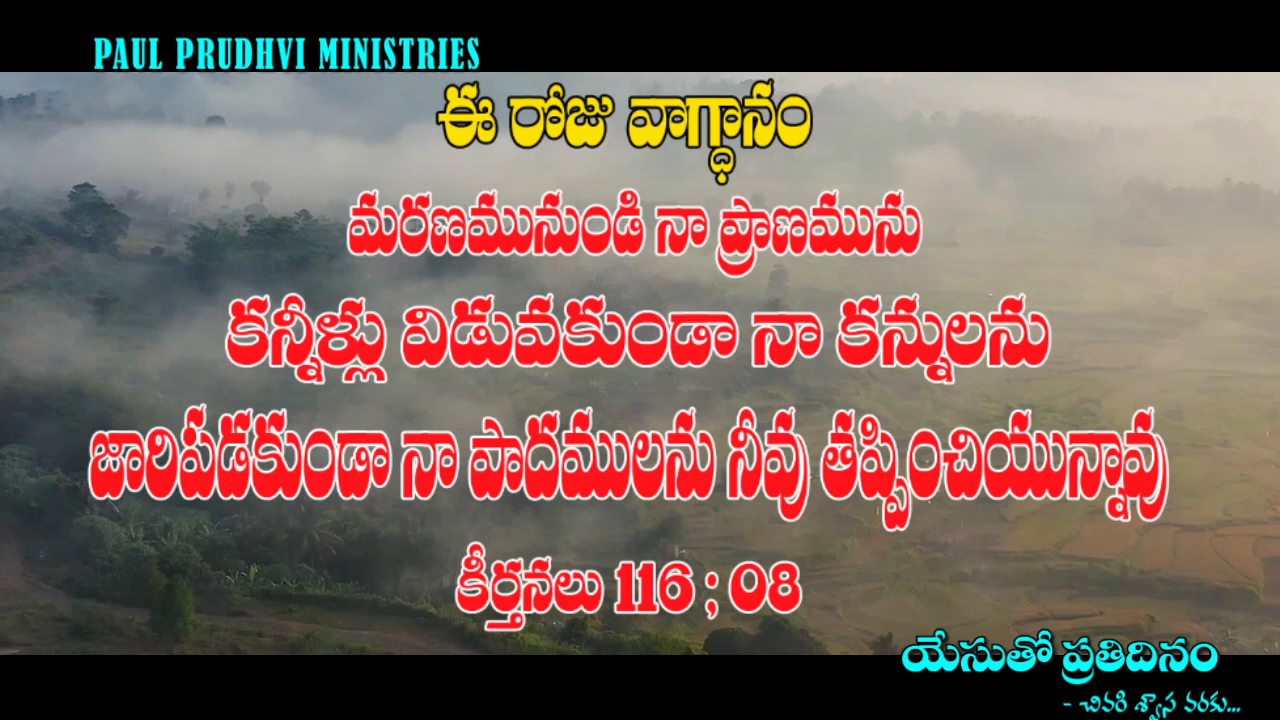 PAUL PRUDHVI MINISTRIES
ఈ రోజు వాగ్ధానం
మరణమునుండి నా ప్రాణమును
కన్నీళ్లు విడువకుండా నా కన్నులను
జారిపడకుండా నా పాదములను నీవు తప్పించియున్నావు
కీర్తనలు 116 ; 08
యేసుతో ప్రతిదినం
- చివరి శ్వాస వరకు...